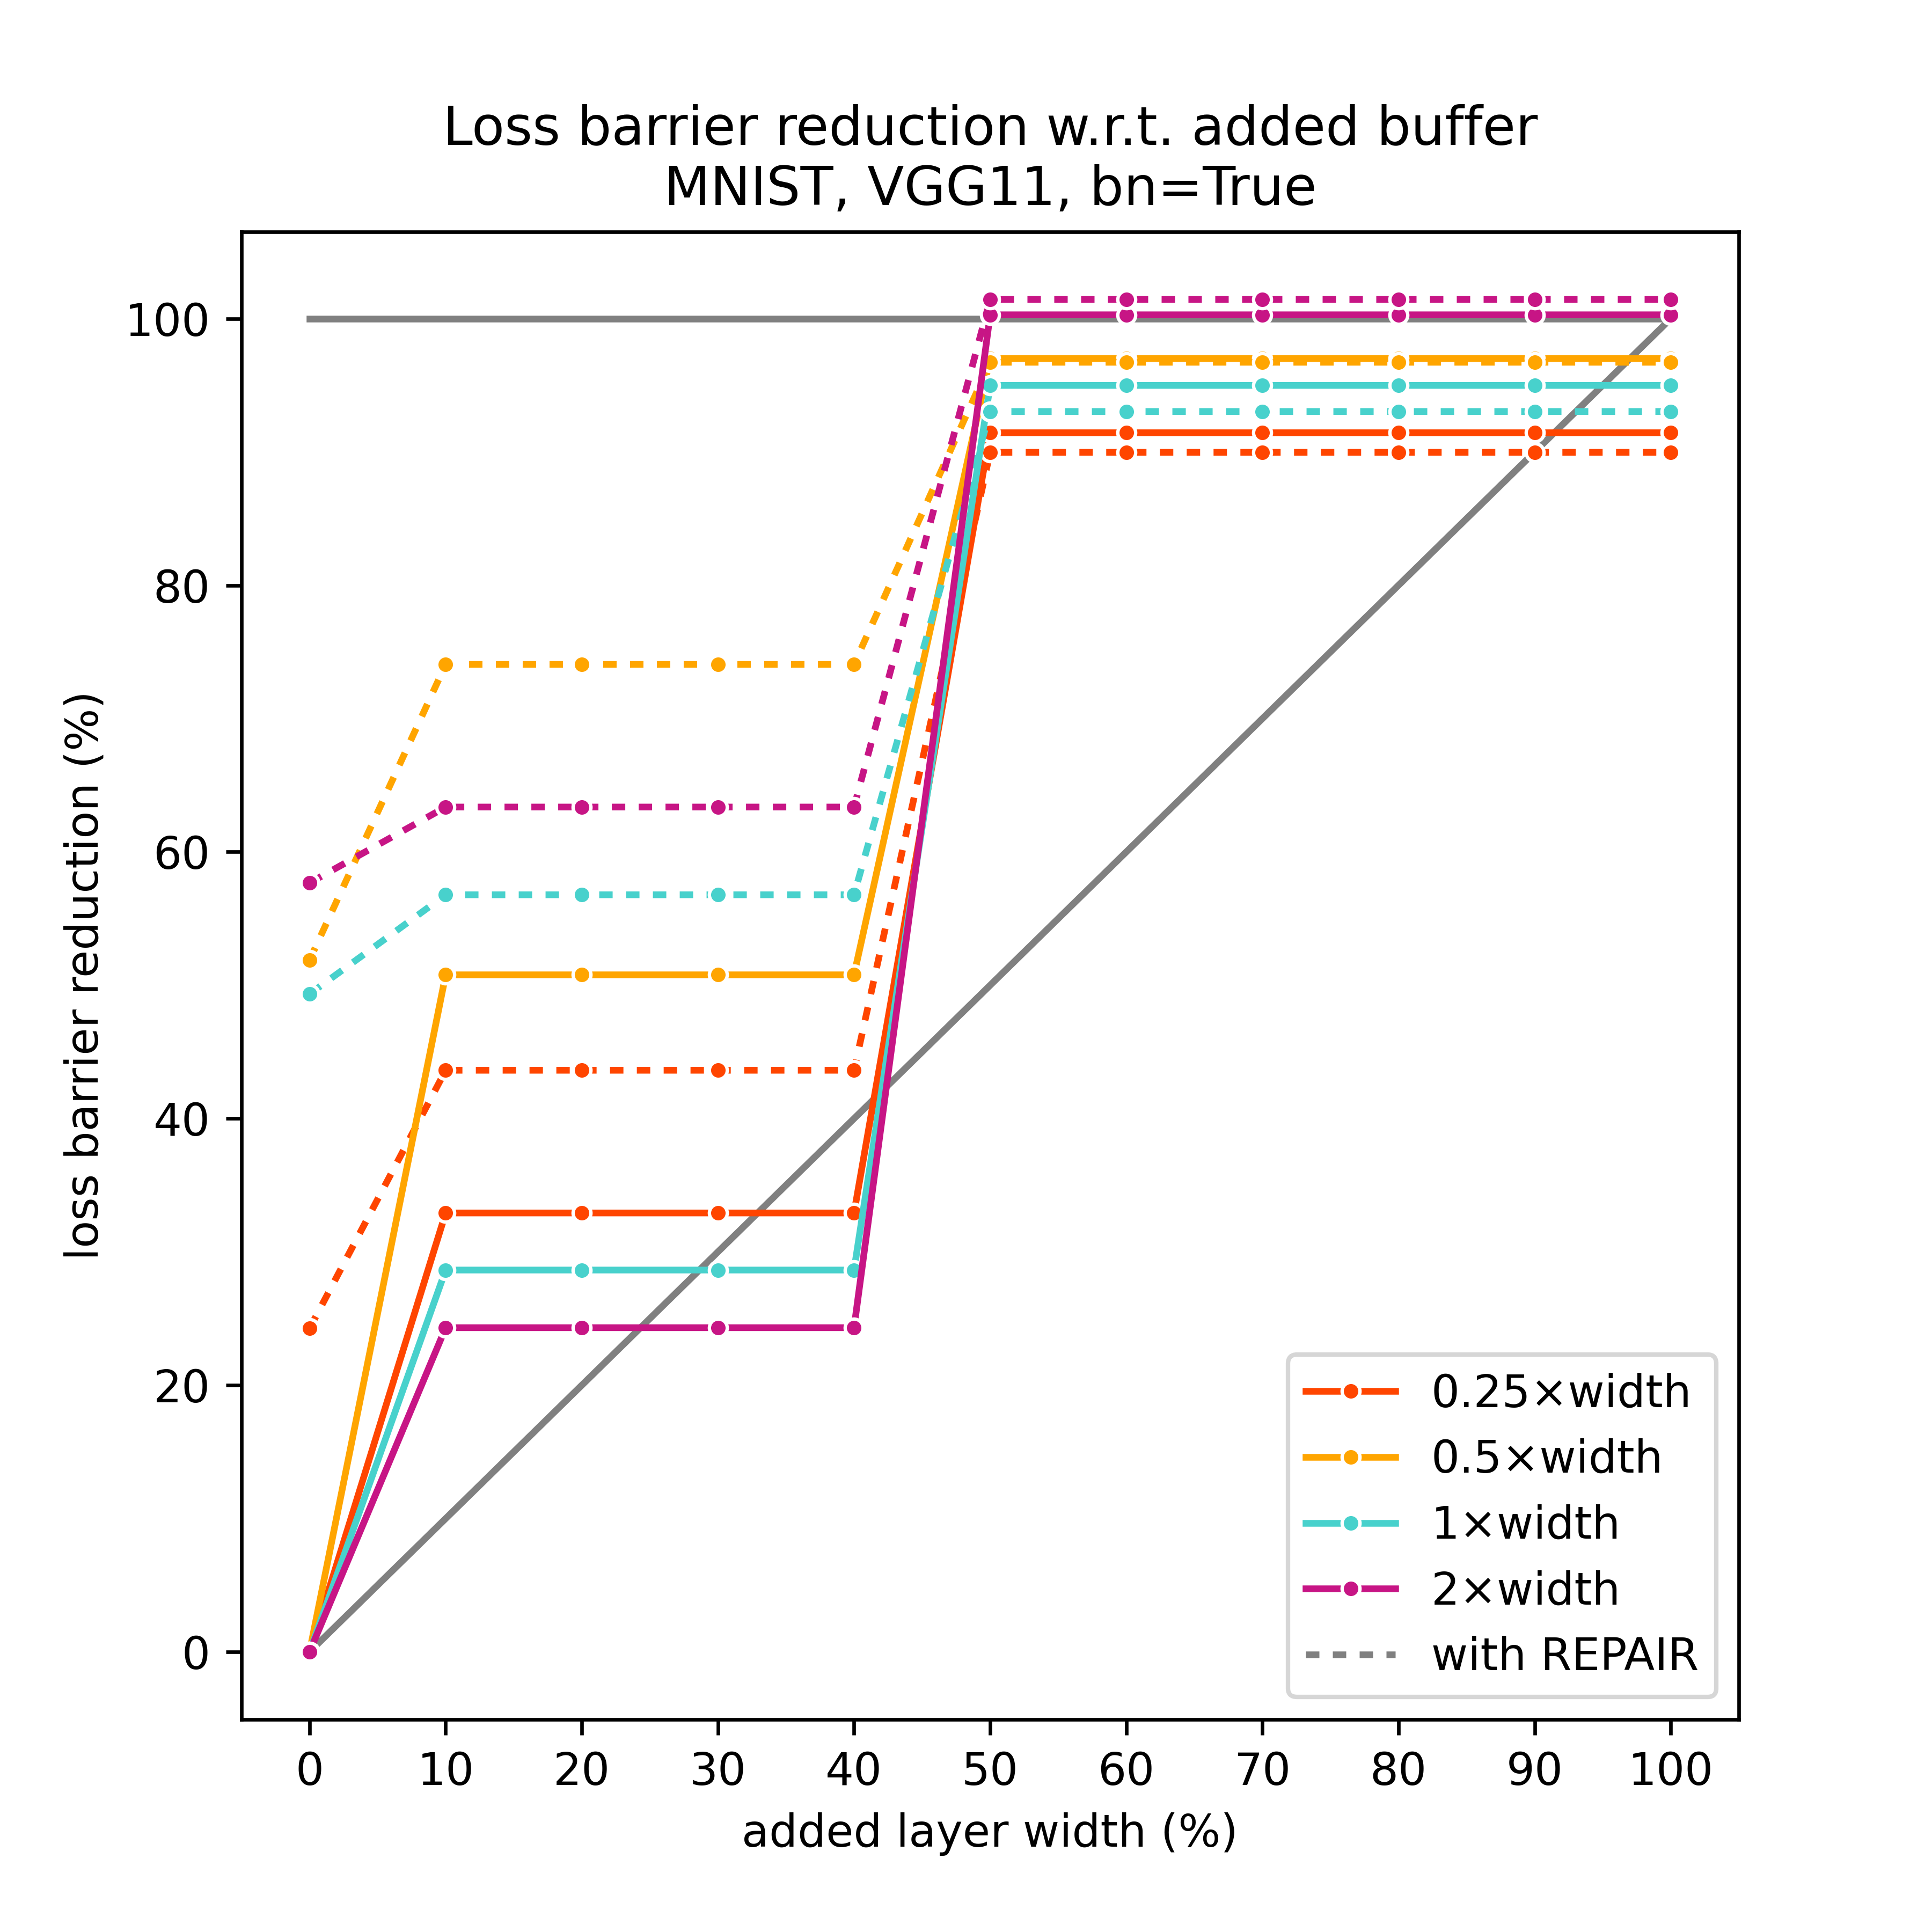 Loss barrier reduction w.r.t. added buffer
MNIST, VGG11, bn=True
loss barrier reduction (%)
100
80
60
40
20
0
0 10 20 30 40 50 60 70 80 90 100
added layer width (%)
0.25×width
0.5×width
1×width
2×width
with REPAIR